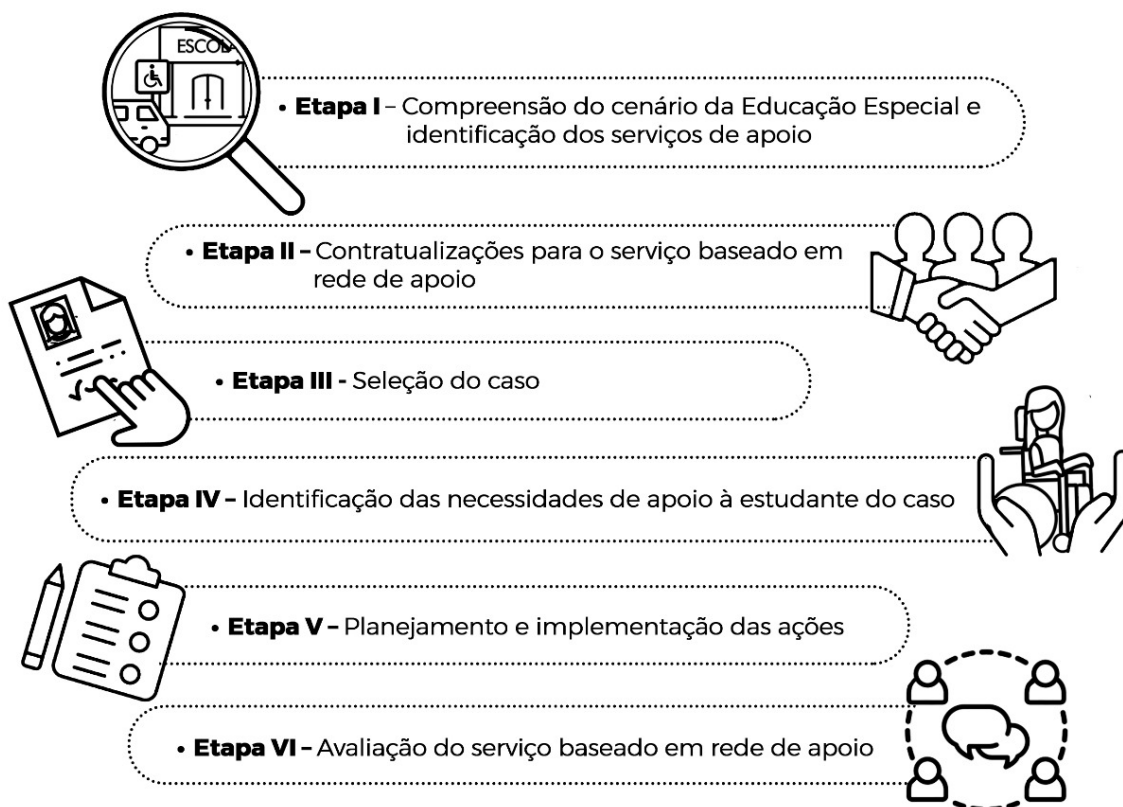 ESCOL
• Etapa I – Compreensão do cenário da Educação Especial e
identificação dos serviços de apoio
• Etapa II – Contratualizações para o serviço baseado em
rede de apoio
• Etapa III - Seleção do caso
• Etapa IV – Identificação das necessidades de apoio à estudante do caso
• Etapa V – Planejamento e implementação das ações
• Etapa VI – Avaliação do serviço baseado em rede de apoio